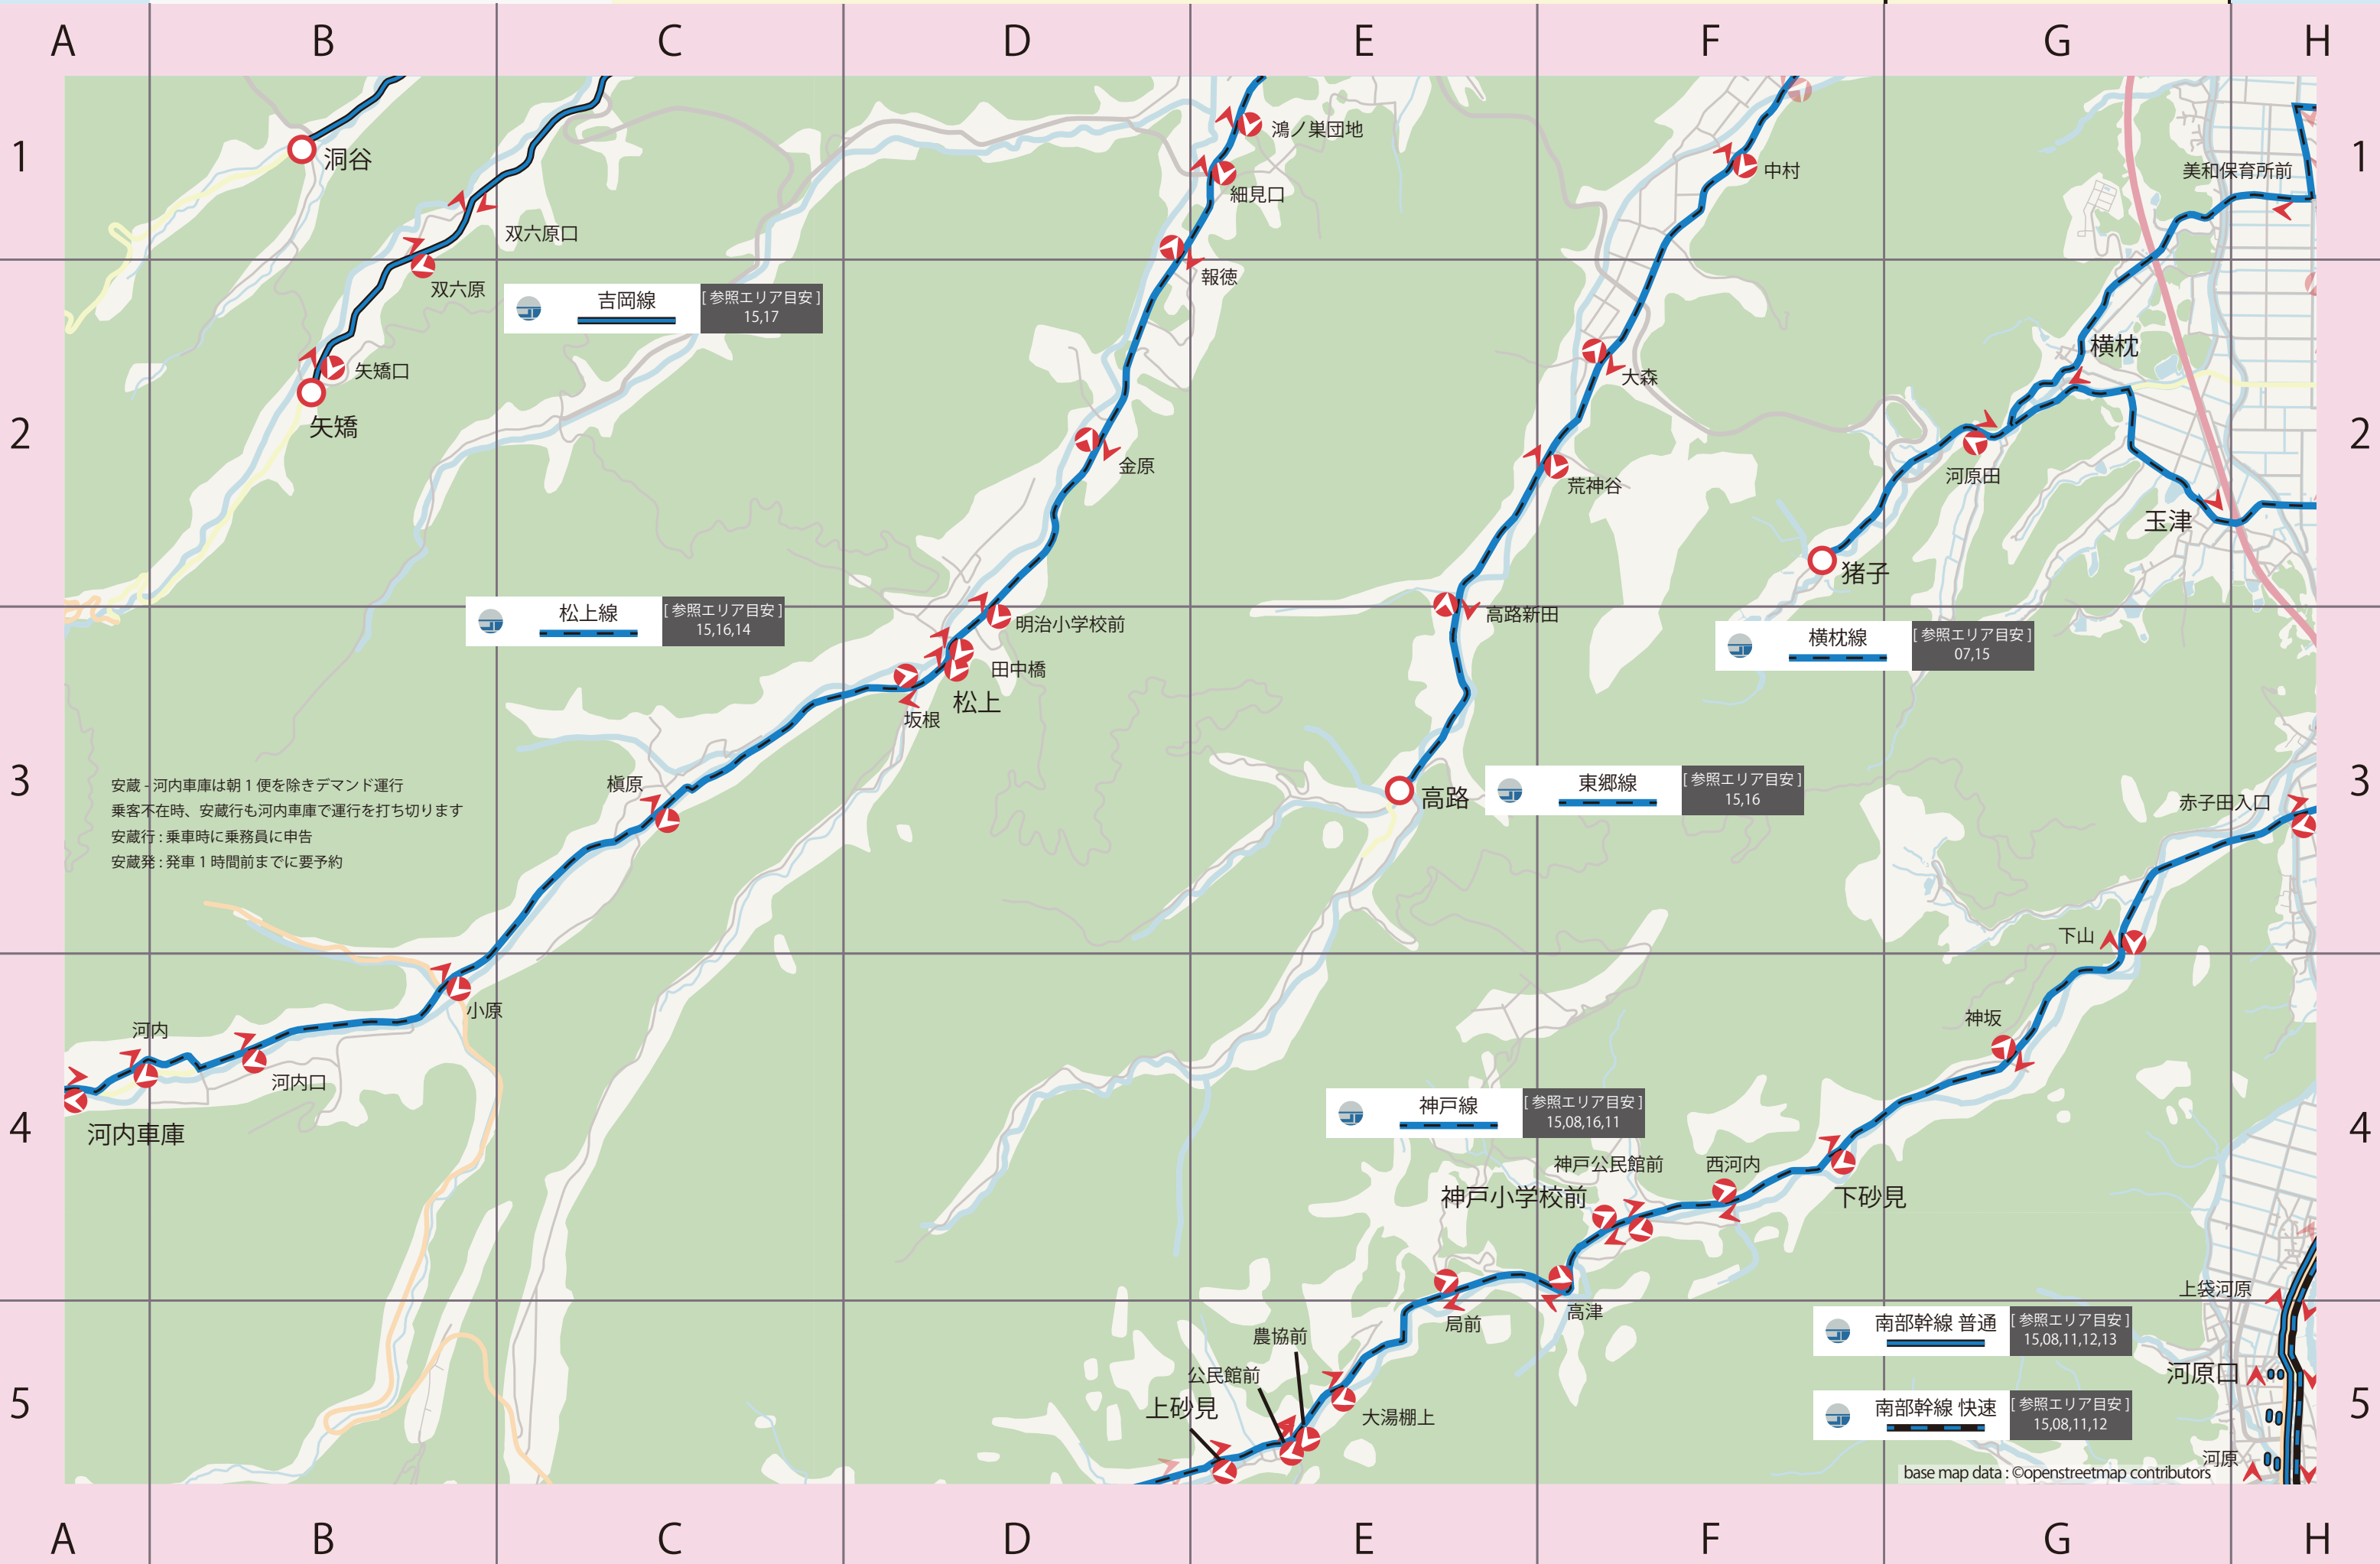 A B C D E F G H
1
洞谷
双六原口
鴻ノ巣団地
細見口
中村
美和保育所前
1
双六原
報徳
吉岡線
[ 参照エリア目安 ]
15,17
矢矯口
矢矯
大森
横枕
2
2
金原
荒神谷
河原田
玉津
猪子
松上線
[ 参照エリア目安 ]
15,16,14
明治小学校前
高路新田
横枕線
[ 参照エリア目安 ]
07,15
田中橋
松上
坂根
3
3
安蔵 - 河内車庫は朝 1 便を除きデマンド運行
乗客不在時、安蔵行も河内車庫で運行を打ち切ります
安蔵行 : 乗車時に乗務員に申告
安蔵発 : 発車 1 時間前までに要予約
槇原
高路
東郷線
[ 参照エリア目安 ]
15,16
赤子田入口
下山
小原
神坂
河内
河内口
河内車庫
4
4
神戸線
[ 参照エリア目安 ]
15,08,16,11
神戸公民館前
西河内
神戸小学校前
下砂見
上袋河原
高津
局前
農協前
公民館前
上砂見
大湯棚上
南部幹線 普通
[ 参照エリア目安 ]
15,08,11,12,13
河原口
5
5
南部幹線 快速
[ 参照エリア目安 ]
15,08,11,12
河原
base map data : ©openstreetmap contributors
A B C D E F G H